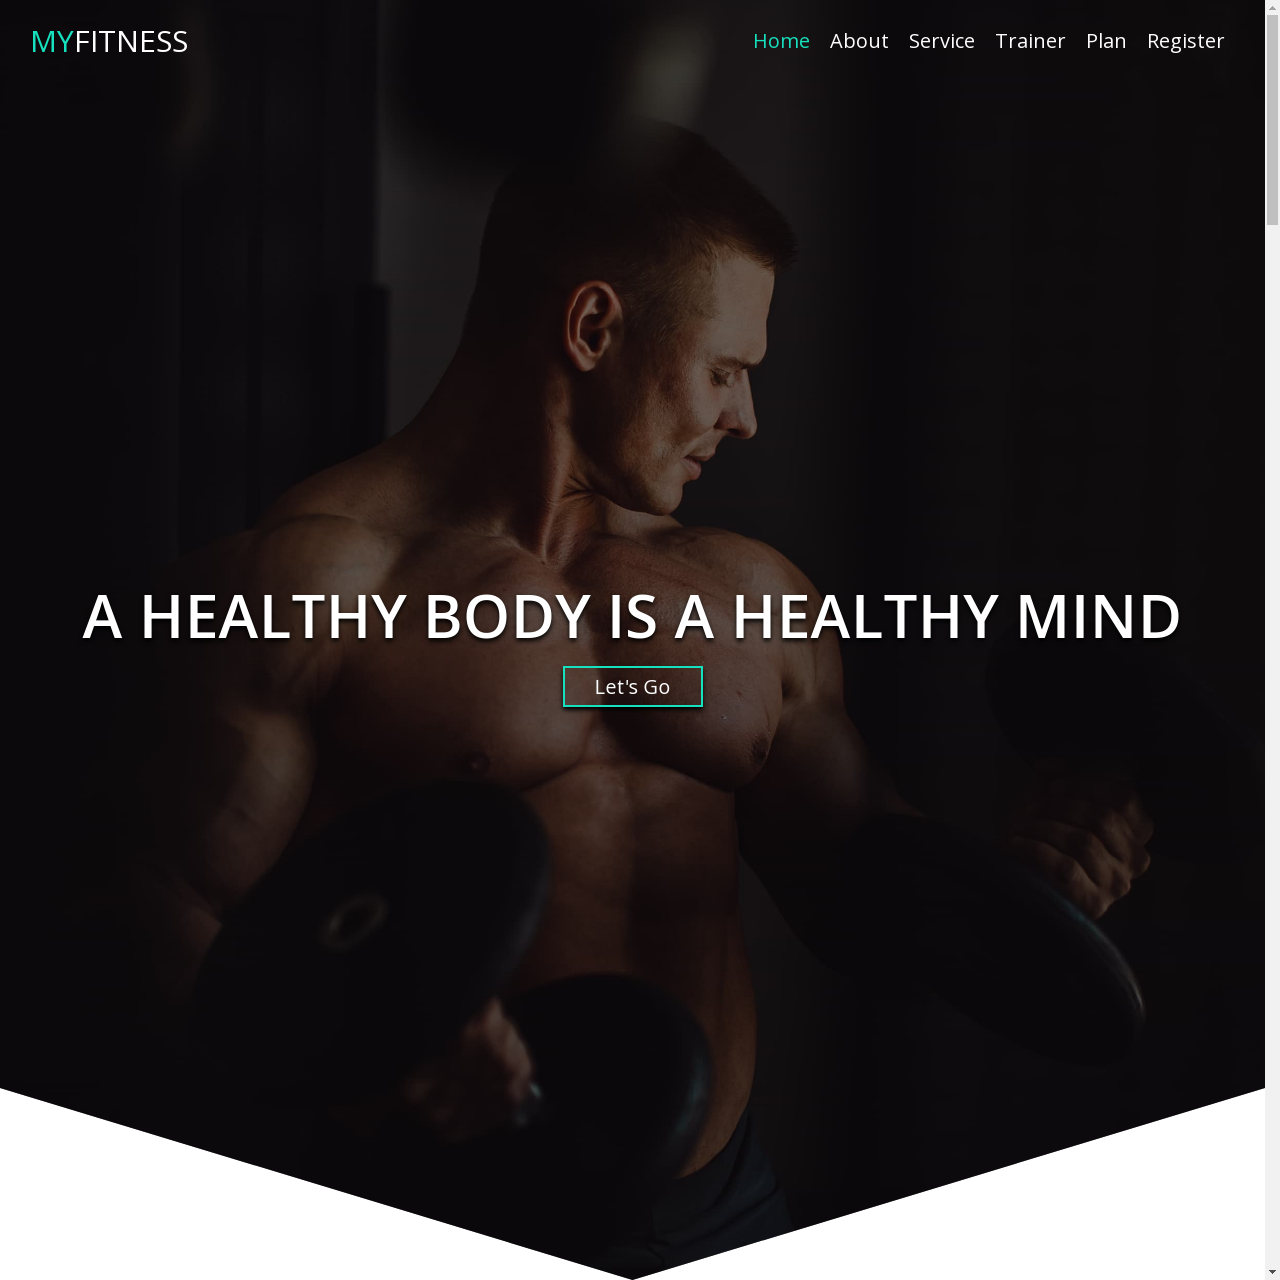 MYFITNESS
Home About Service Trainer Plan Register
A HEALTHY BODY IS A HEALTHY MIND
Let's Go